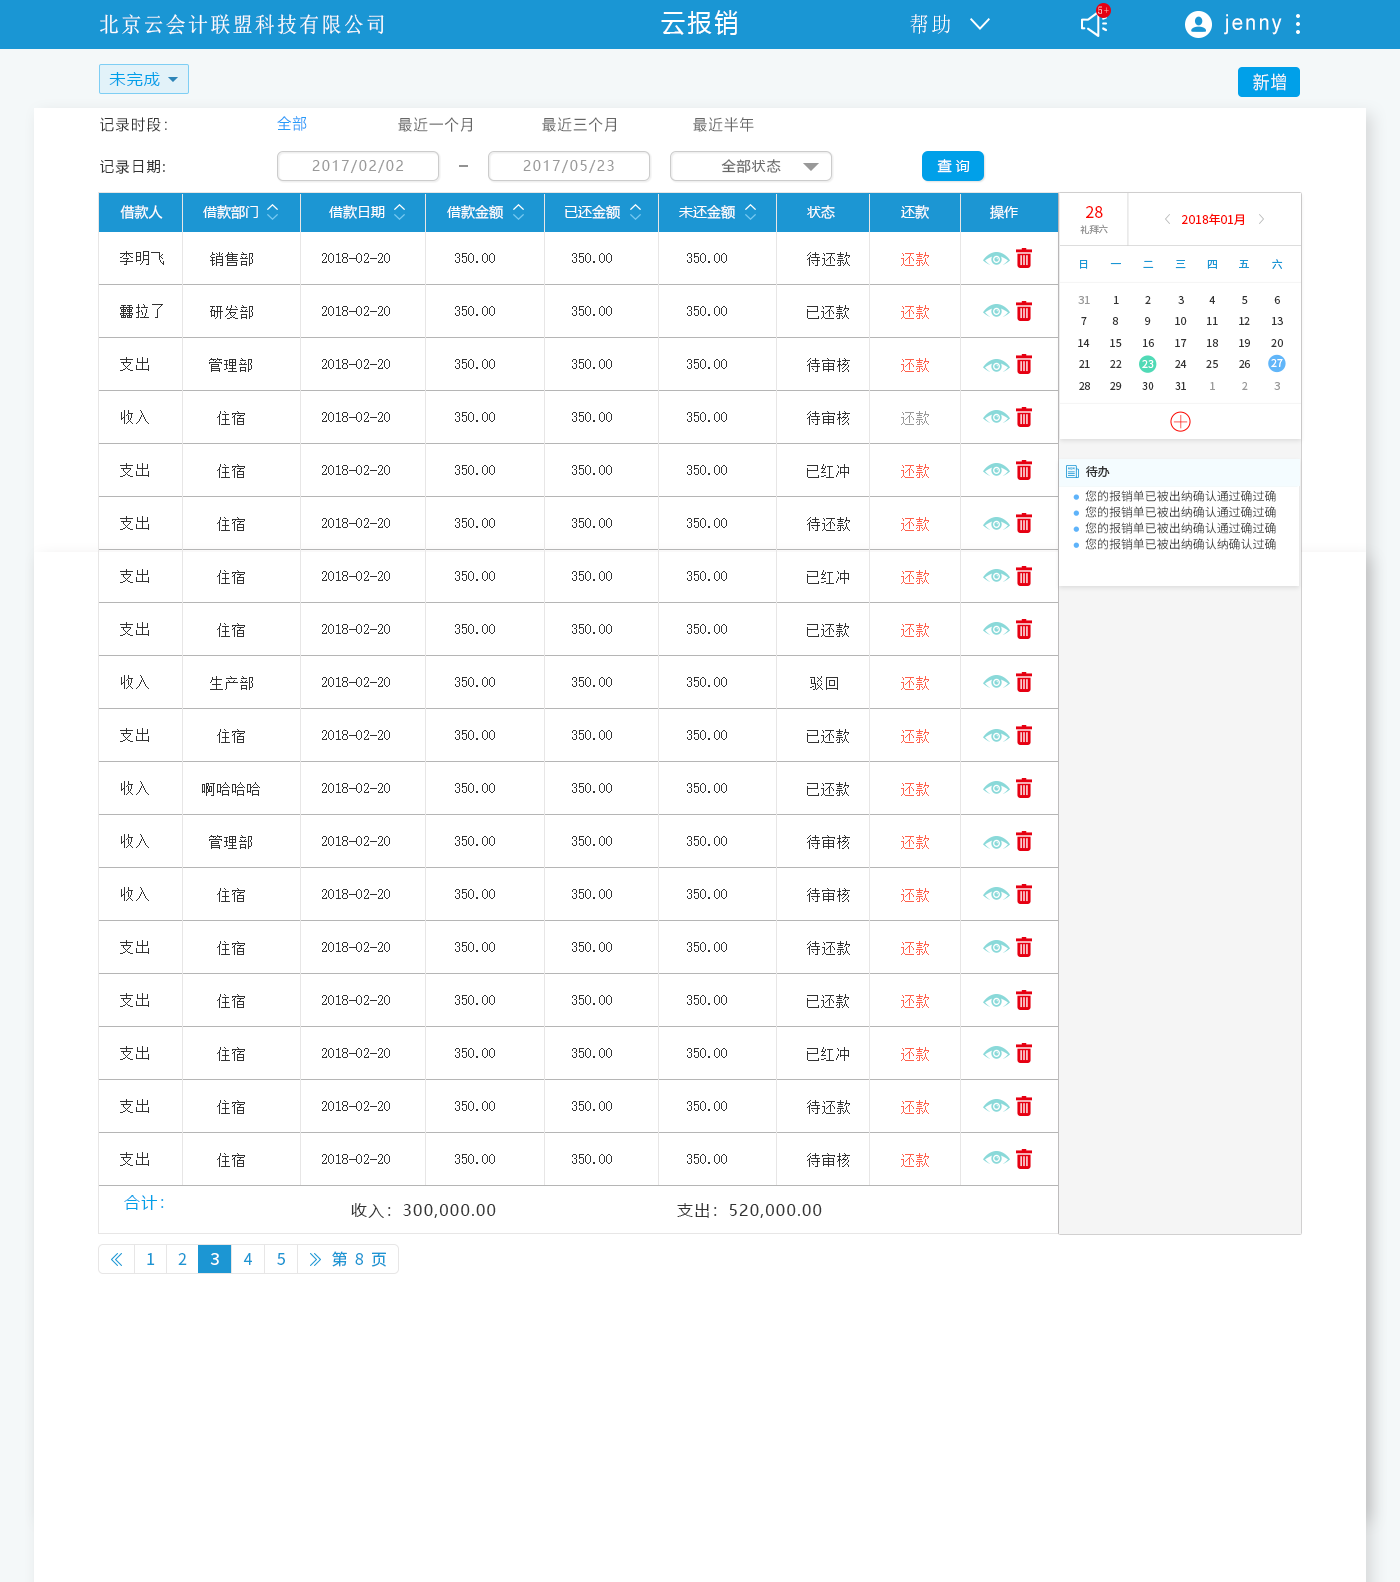 北京云会计联盟科技有限公司 云报销 帮助 5+ jenny
未完成 新增
记录时段： 全部 最近一个月 最近三个月 最近半年
记录日期： 2017/02/02 – 2017/05/23 全部状态 查询
借款人 借款部门 借款日期 借款金额 已还金额 未还金额 状态 还款 操作
李明飞 销售部 2018-02-20 350.00 350.00 350.00 待还款 还款
拉了 研发部 2018-02-20 350.00 350.00 350.00 已还款 还款
支出 管理部 2018-02-20 350.00 350.00 350.00 待审核 还款
收入 住宿 2018-02-20 350.00 350.00 350.00 待审核 还款
支出 住宿 2018-02-20 350.00 350.00 350.00 已红冲 还款
支出 住宿 2018-02-20 350.00 350.00 350.00 待还款 还款
支出 住宿 2018-02-20 350.00 350.00 350.00 已红冲 还款
支出 住宿 2018-02-20 350.00 350.00 350.00 已还款 还款
收入 生产部 2018-02-20 350.00 350.00 350.00 驳回 还款
支出 住宿 2018-02-20 350.00 350.00 350.00 已还款 还款
收入 啊哈哈哈 2018-02-20 350.00 350.00 350.00 已还款 还款
收入 管理部 2018-02-20 350.00 350.00 350.00 待审核 还款
收入 住宿 2018-02-20 350.00 350.00 350.00 待审核 还款
支出 住宿 2018-02-20 350.00 350.00 350.00 待还款 还款
支出 住宿 2018-02-20 350.00 350.00 350.00 已还款 还款
支出 住宿 2018-02-20 350.00 350.00 350.00 已红冲 还款
支出 住宿 2018-02-20 350.00 350.00 350.00 待还款 还款
支出 住宿 2018-02-20 350.00 350.00 350.00 待审核 还款
合计： 收入：300,000.00 支出：520,000.00
1 2 3 4 5 第 8 页
28 2018年01月
礼拜六
日 一 二 三 四 五 六
31 1 2 3 4 5 6
7 8 9 10 11 12 13
14 15 16 17 18 19 20
21 22 23 24 25 26 27
28 29 30 31 1 2 3
待办
您的报销单已被出纳确认通过确过确
您的报销单已被出纳确认通过确过确
您的报销单已被出纳确认通过确过确
您的报销单已被出纳确认纳确认过确